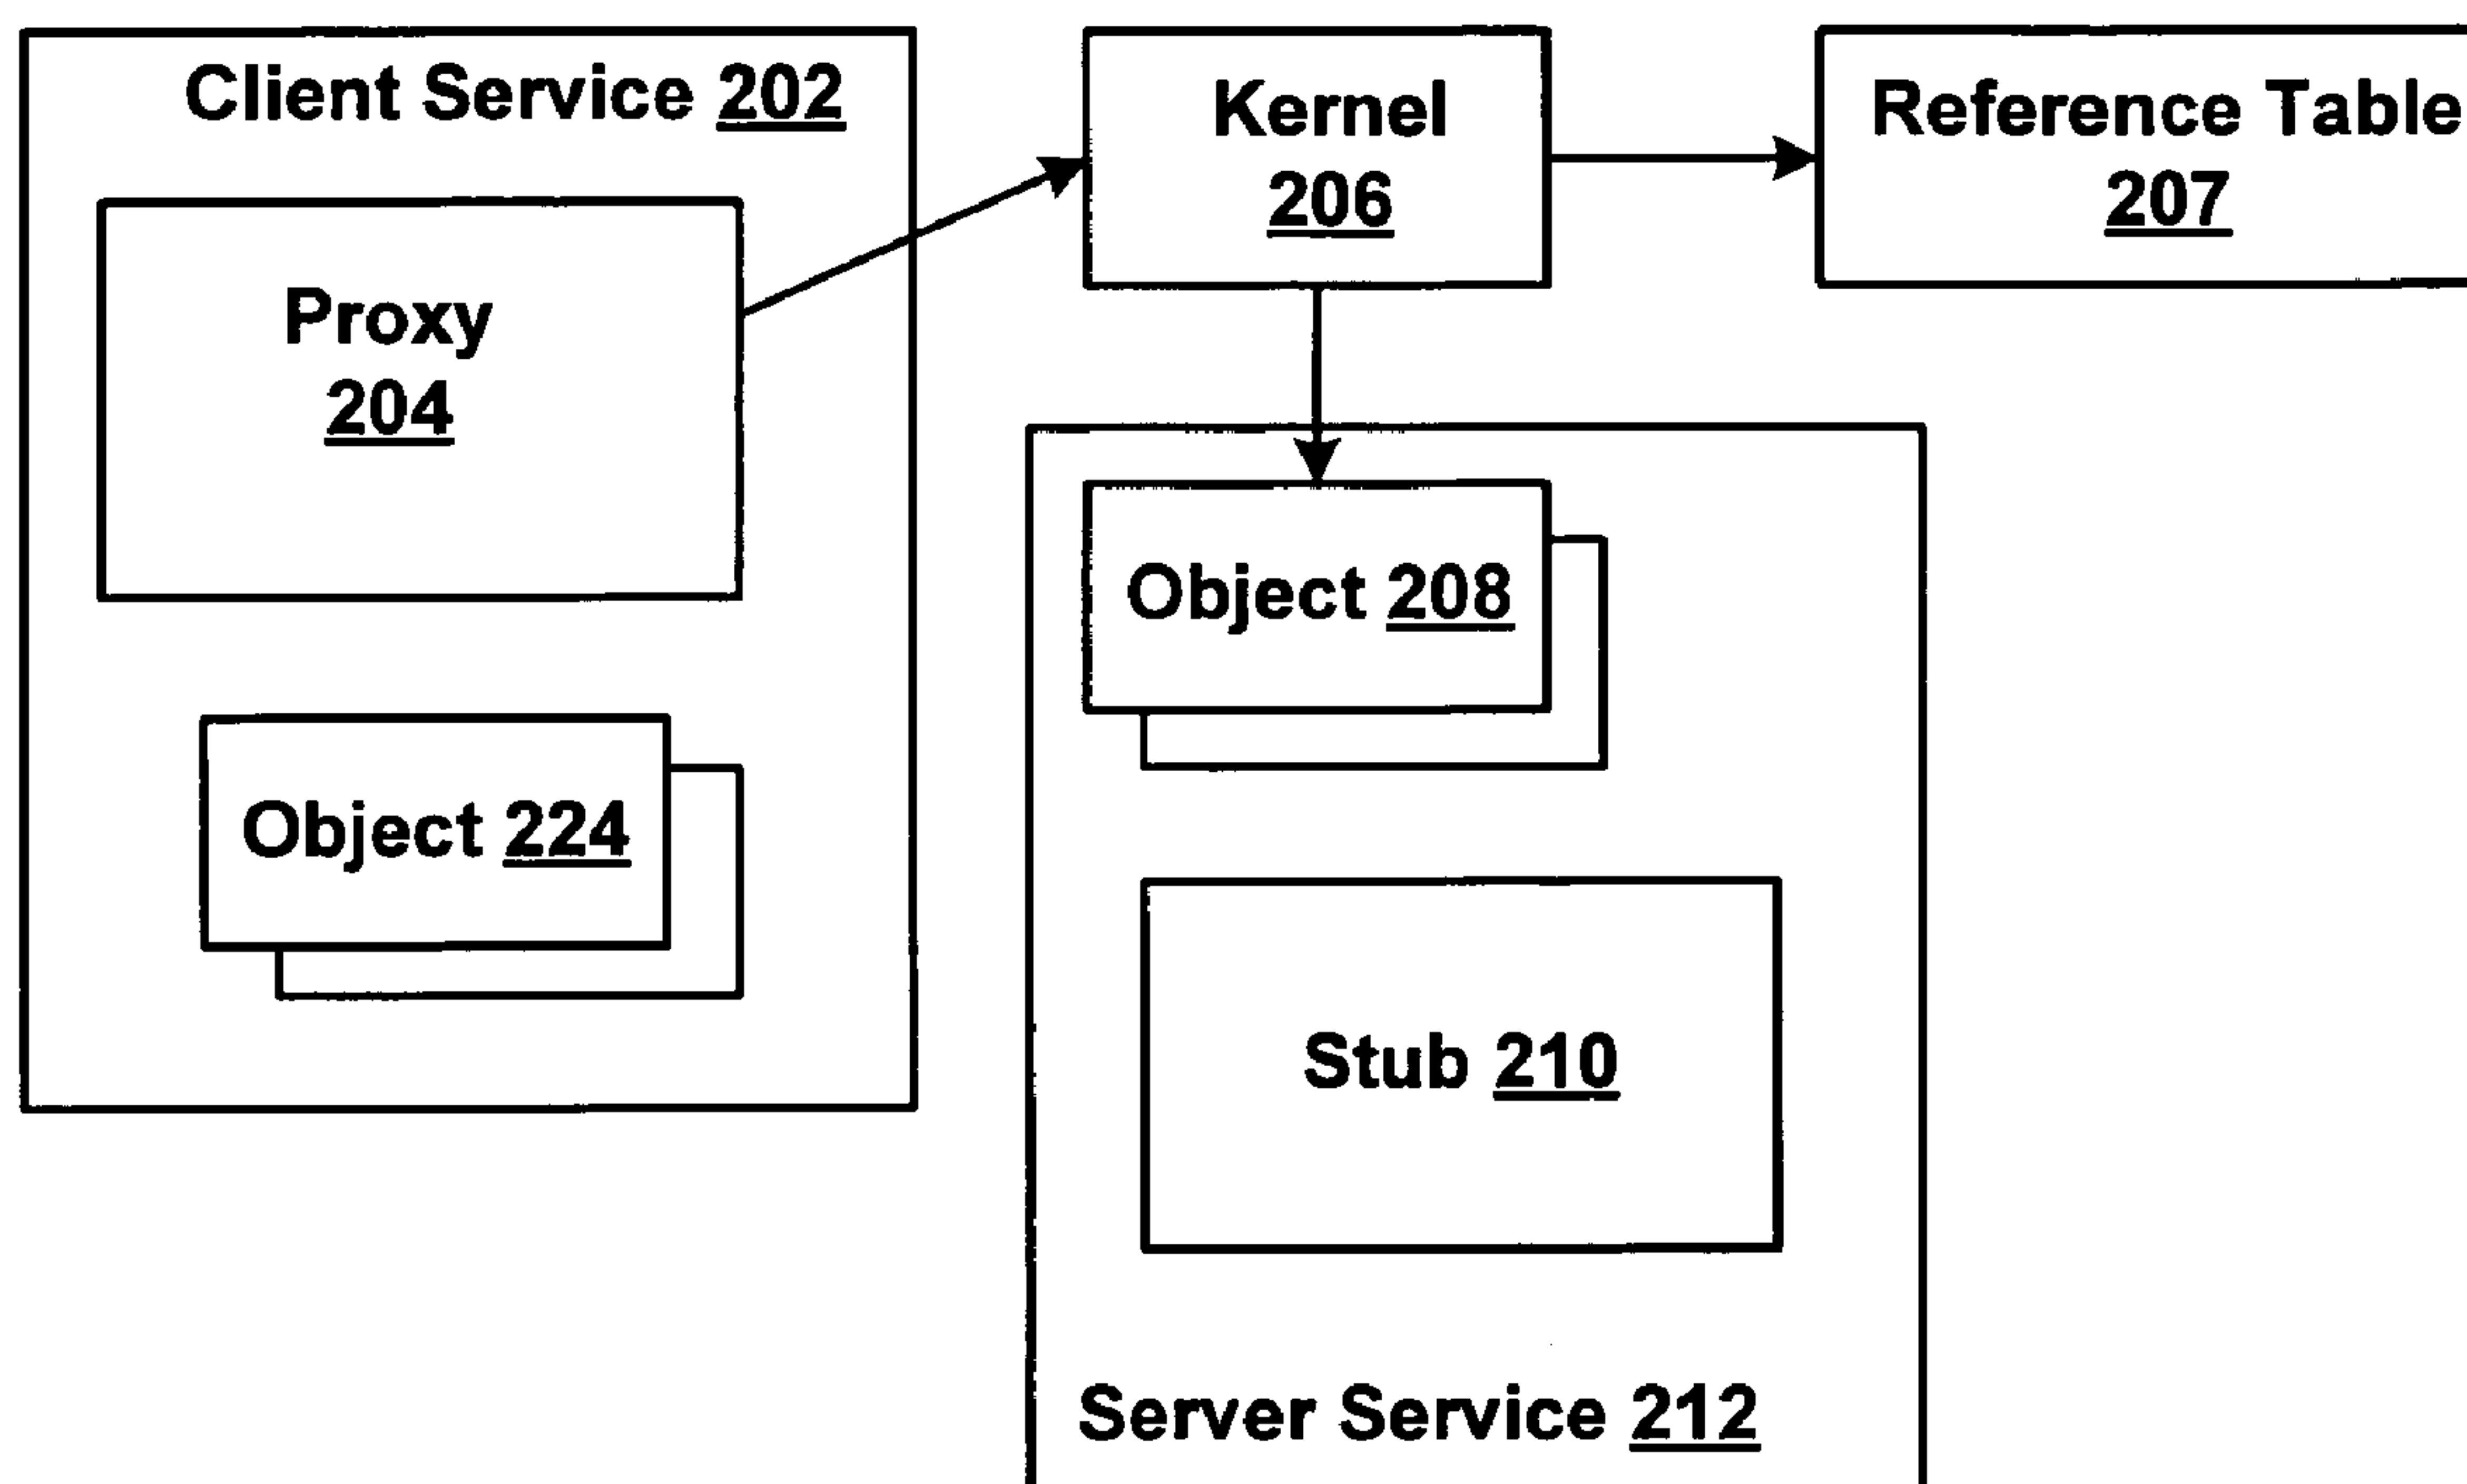 Client Service 202
Proxy
204
Object 224
Kernel
206
Reference Table
207
Object 208
Stub 210
Server Service 212